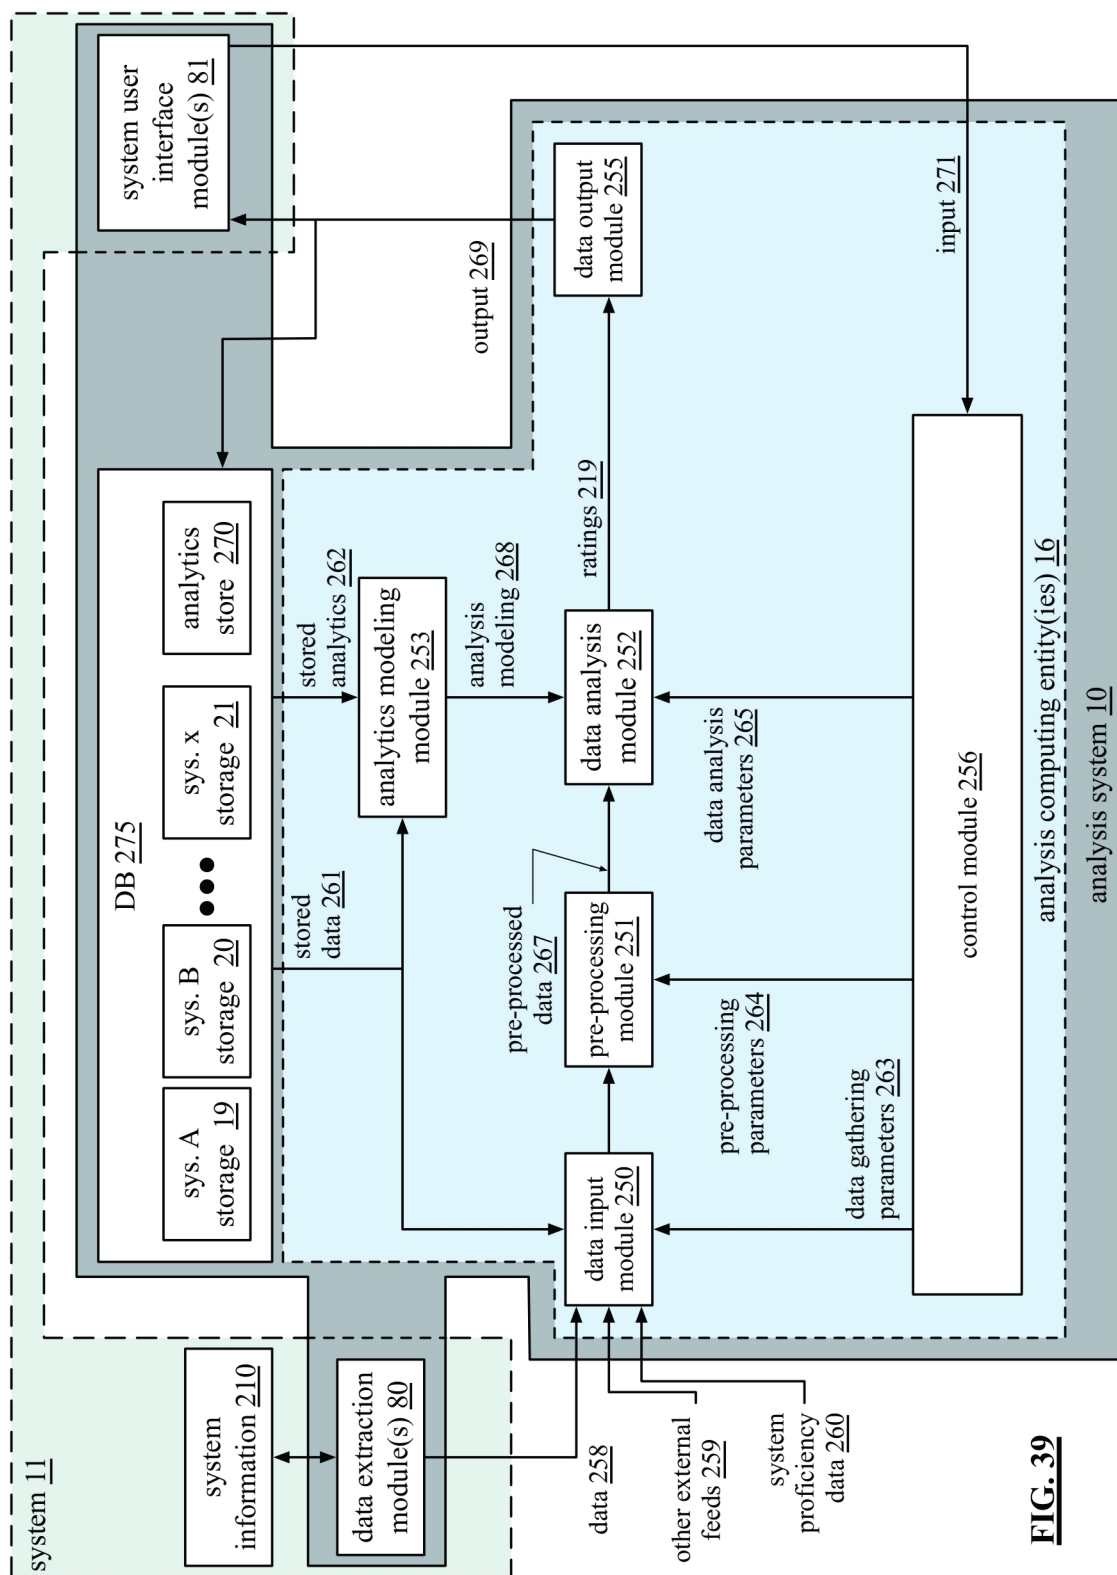 system 11
system
information 210
data extraction
module(s) 80
DB 275
sys. A
storage 19
sys. B
storage 20
sys. x
storage 21
analytics
store 270
system user
interface
module(s) 81
stored
data 261
stored
analytics 262
analytics modeling
module 253
analysis
modeling 268
output 269
data 258
other external
feeds 259
system
proficiency
data 260
data input
module 250
pre-processed
data 267
pre-processing
module 251
data analysis
module 252
ratings 219
data output
module 255
data gathering
parameters 263
pre-processing
parameters 264
data analysis
parameters 265
input 271
control module 256
analysis computing entity(ies) 16
analysis system 10
FIG. 39